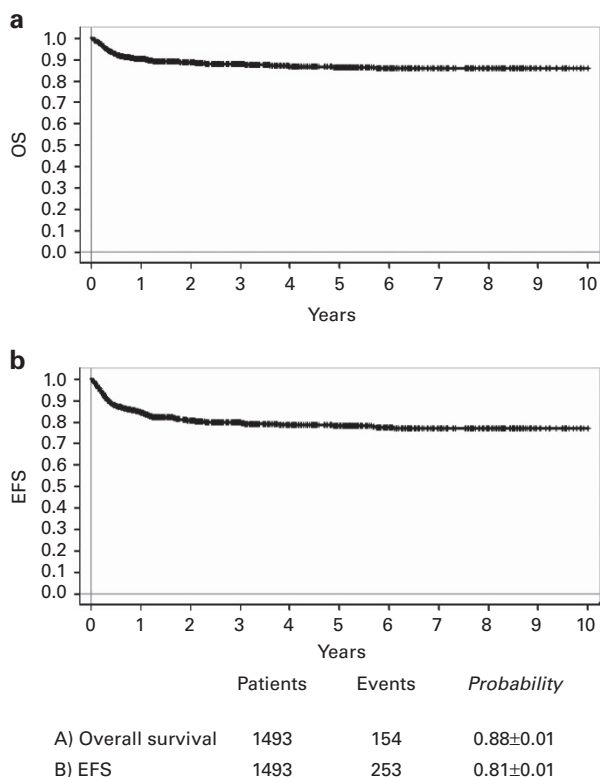 a
1.0
0.9
0.8
0.7
0.6
0.5
0.4
0.3
0.2
0.1
0.0
OS
0 1 2 3 4 5 6 7 8 9 10
Years
b
1.0
0.9
0.8
0.7
0.6
0.5
0.4
0.3
0.2
0.1
0.0
EFS
0 1 2 3 4 5 6 7 8 9 10
Years
Patients Events Probability
A) Overall survival 1493 154 0.88±0.01
B) EFS 1493 253 0.81±0.01